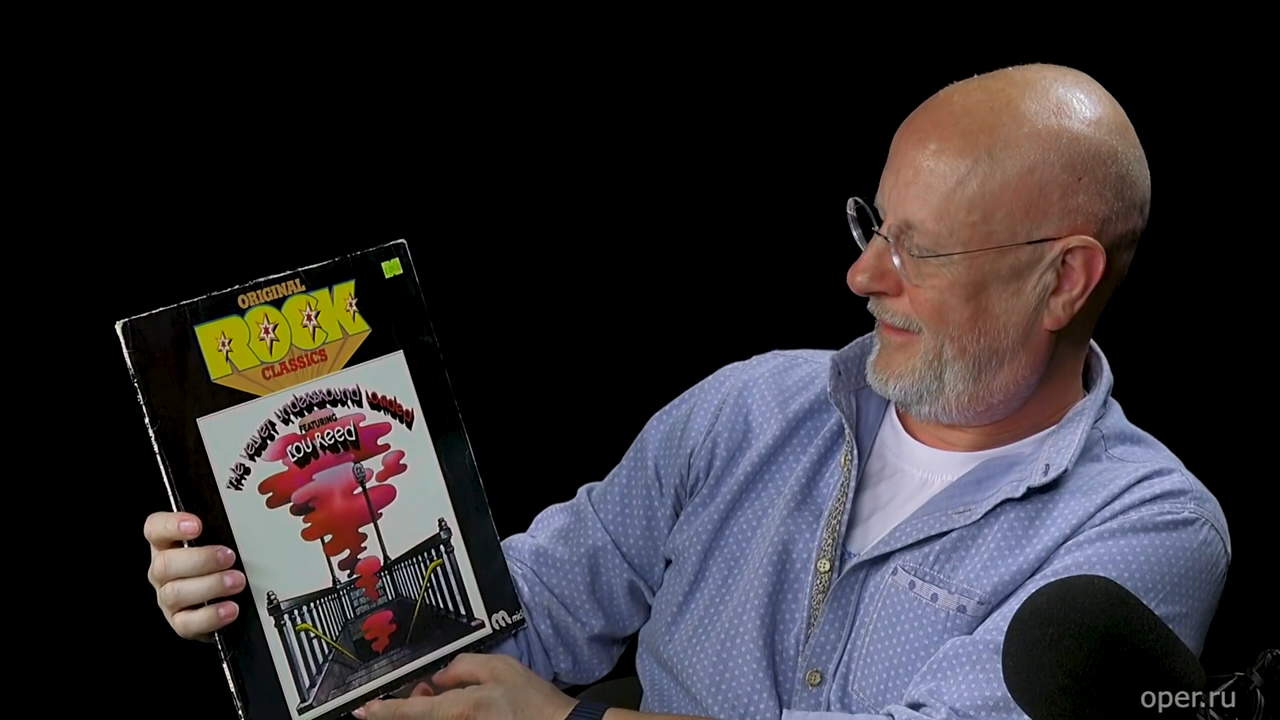 ORIGINAL
ROCK
CLASSICS
THE VELVET UNDERGROUND LOADED
FEATURING
LOU REED
oper.ru